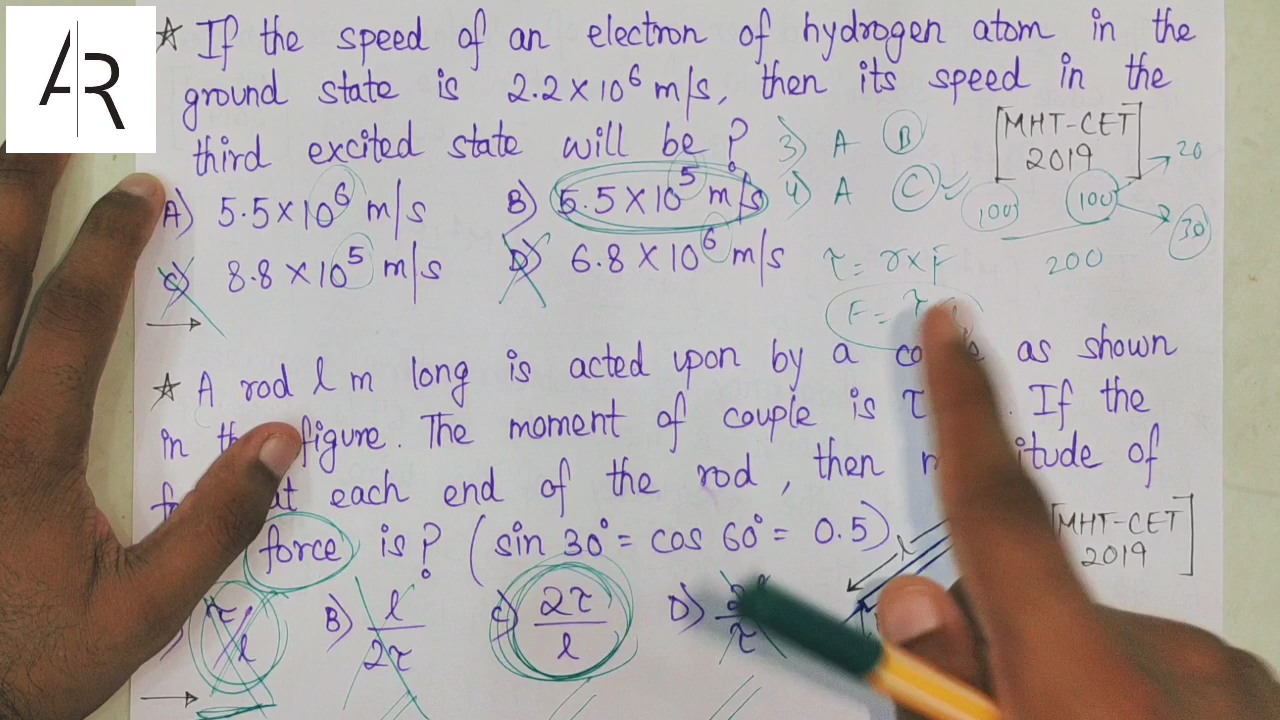 AR
☆ If the speed of an electron of hydrogen atom in the
ground state is 2.2×10⁶ m/s, then its speed in the
third excited state will be ?
[MHT-CET 2019]
3) A B
4) A C
100 100 20
30
200
A) 5.5×10⁶ m/s B) 5.5×10⁵ m/s
C) 8.8×10⁵ m/s D) 6.8×10⁶ m/s
τ = r×F
F = τ
☆ A rod l m long is acted upon by a as shown
in figure. The moment of couple is τ . If the
at each end of the rod, then of
force is ? (sin 30° = cos 60° = 0.5)
[MHT-CET 2019]
l
τ/l B) l/2τ C) 2τ/l D)